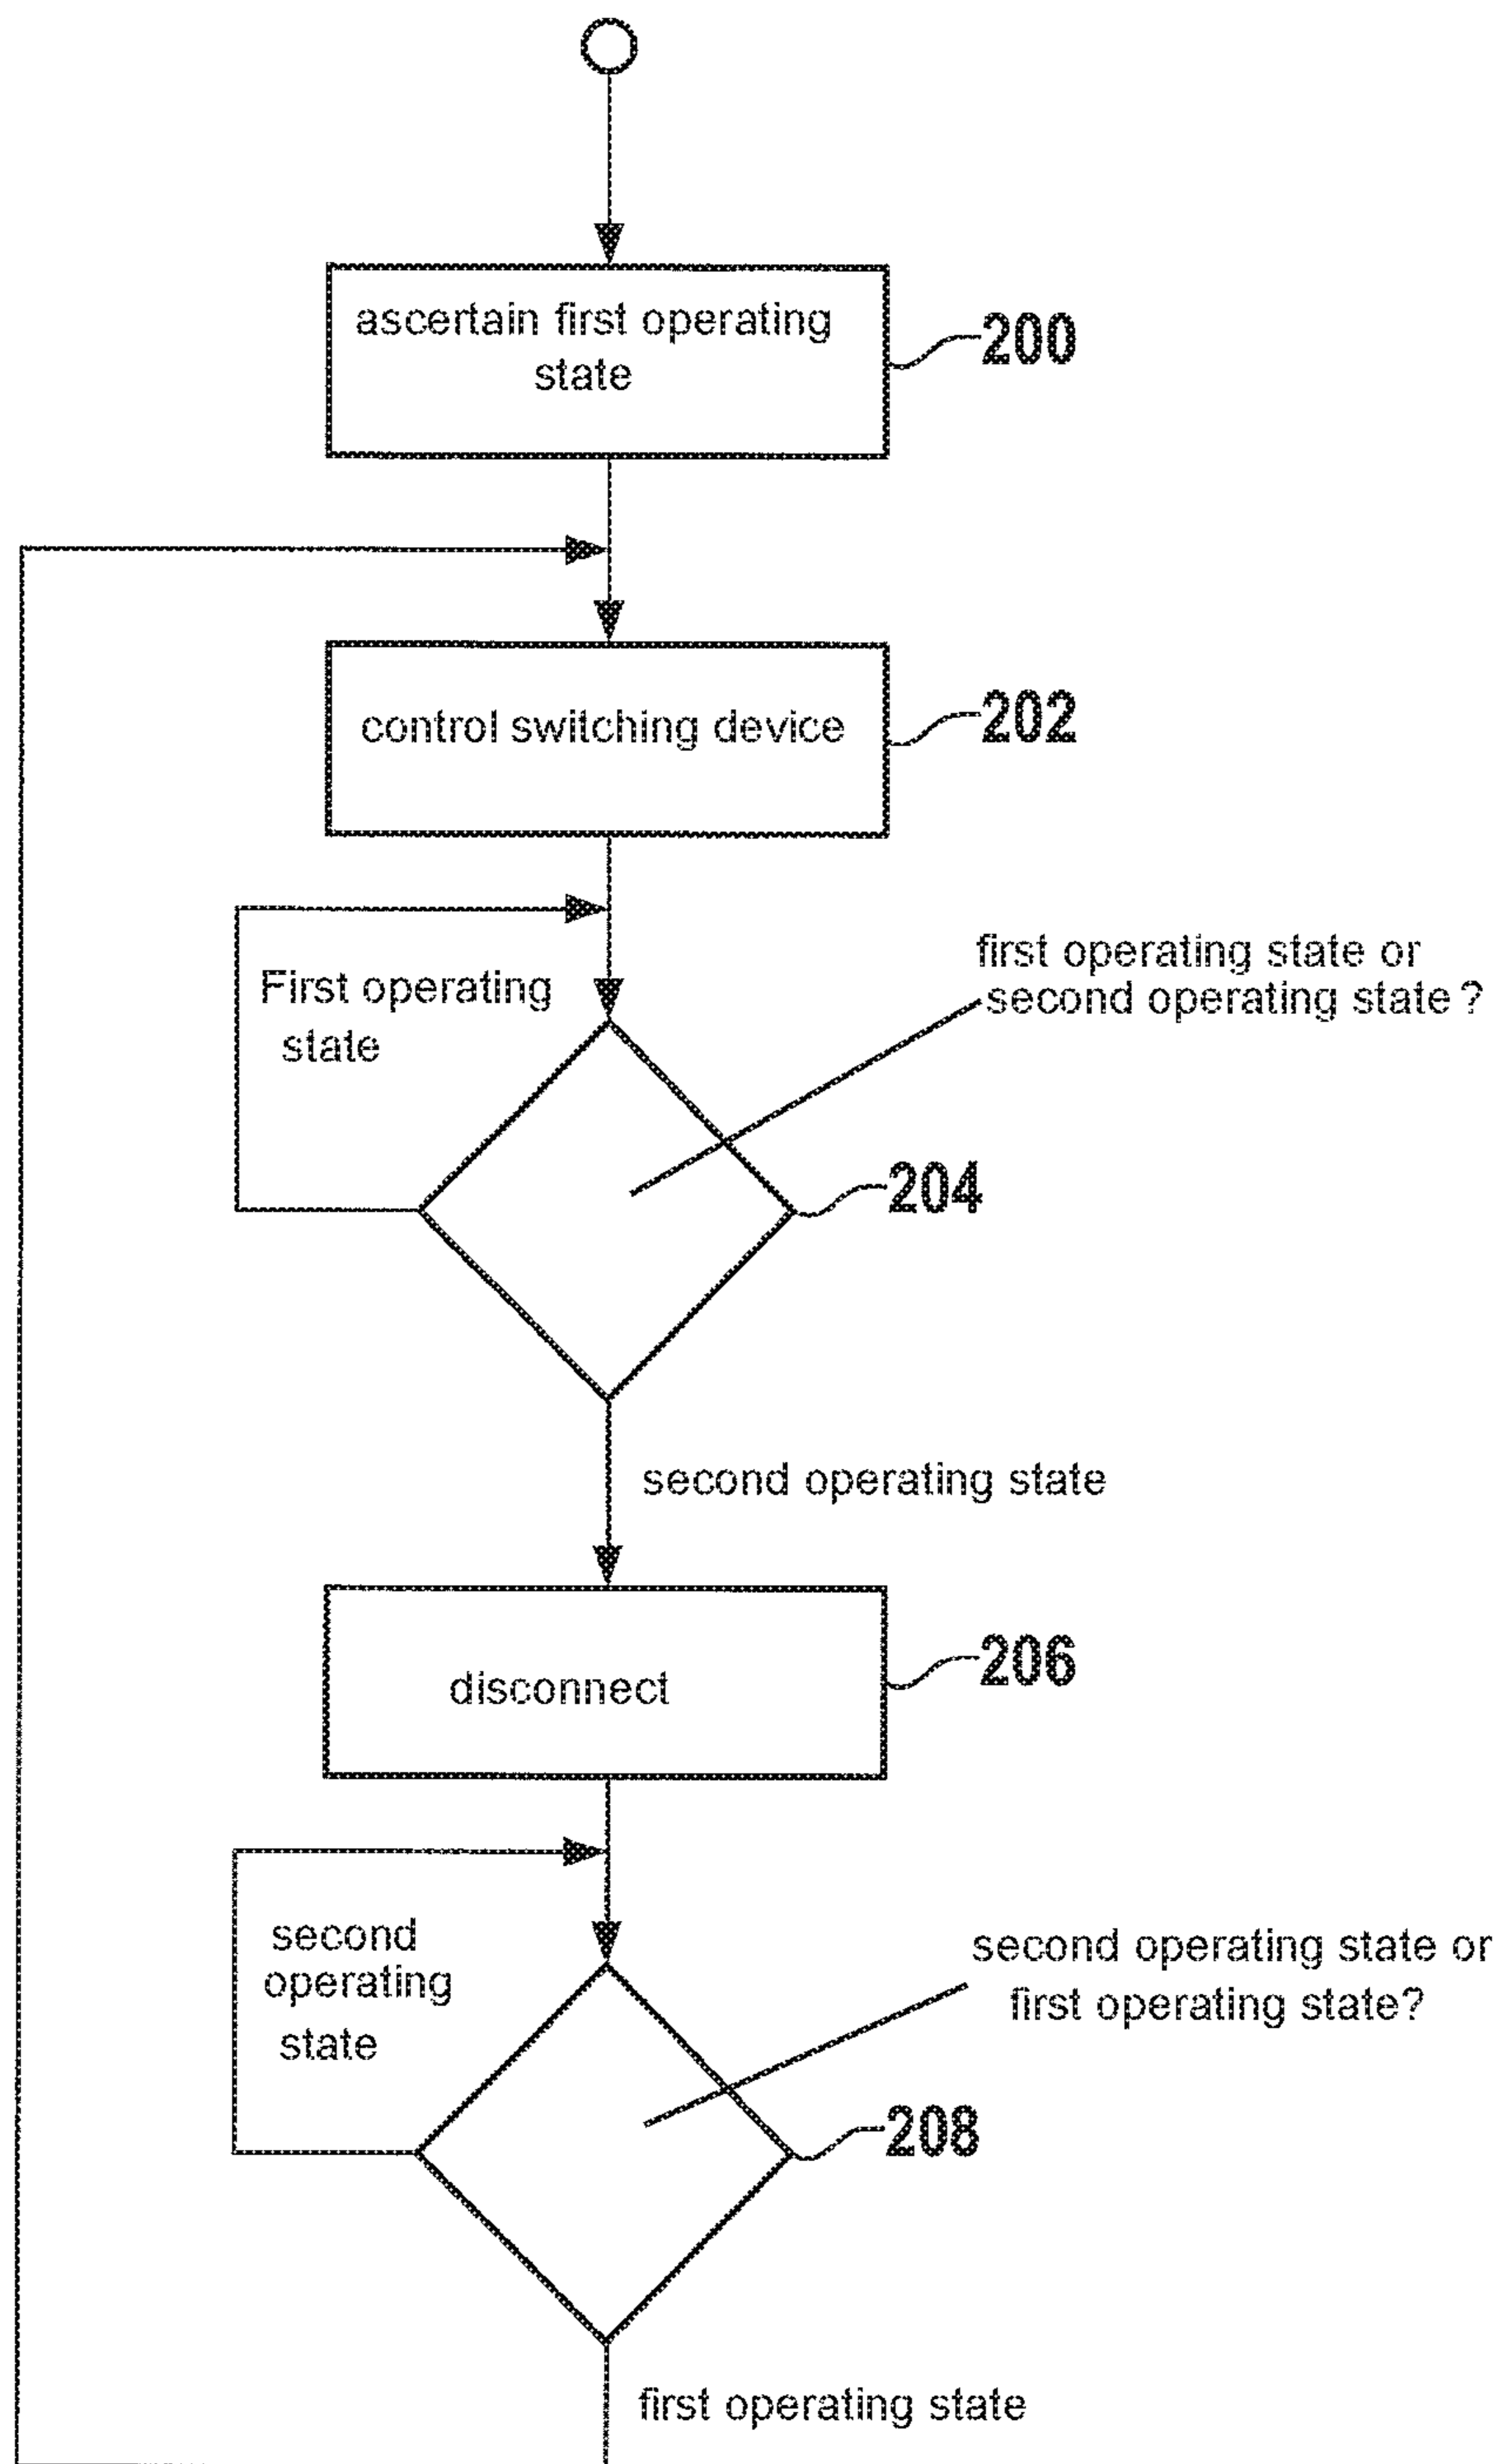 ascertain first operating
state
200
control switching device
202
First operating
state
first operating state or
second operating state ?
204
second operating state
disconnect
206
second
operating
state
second operating state or
first operating state?
208
first operating state